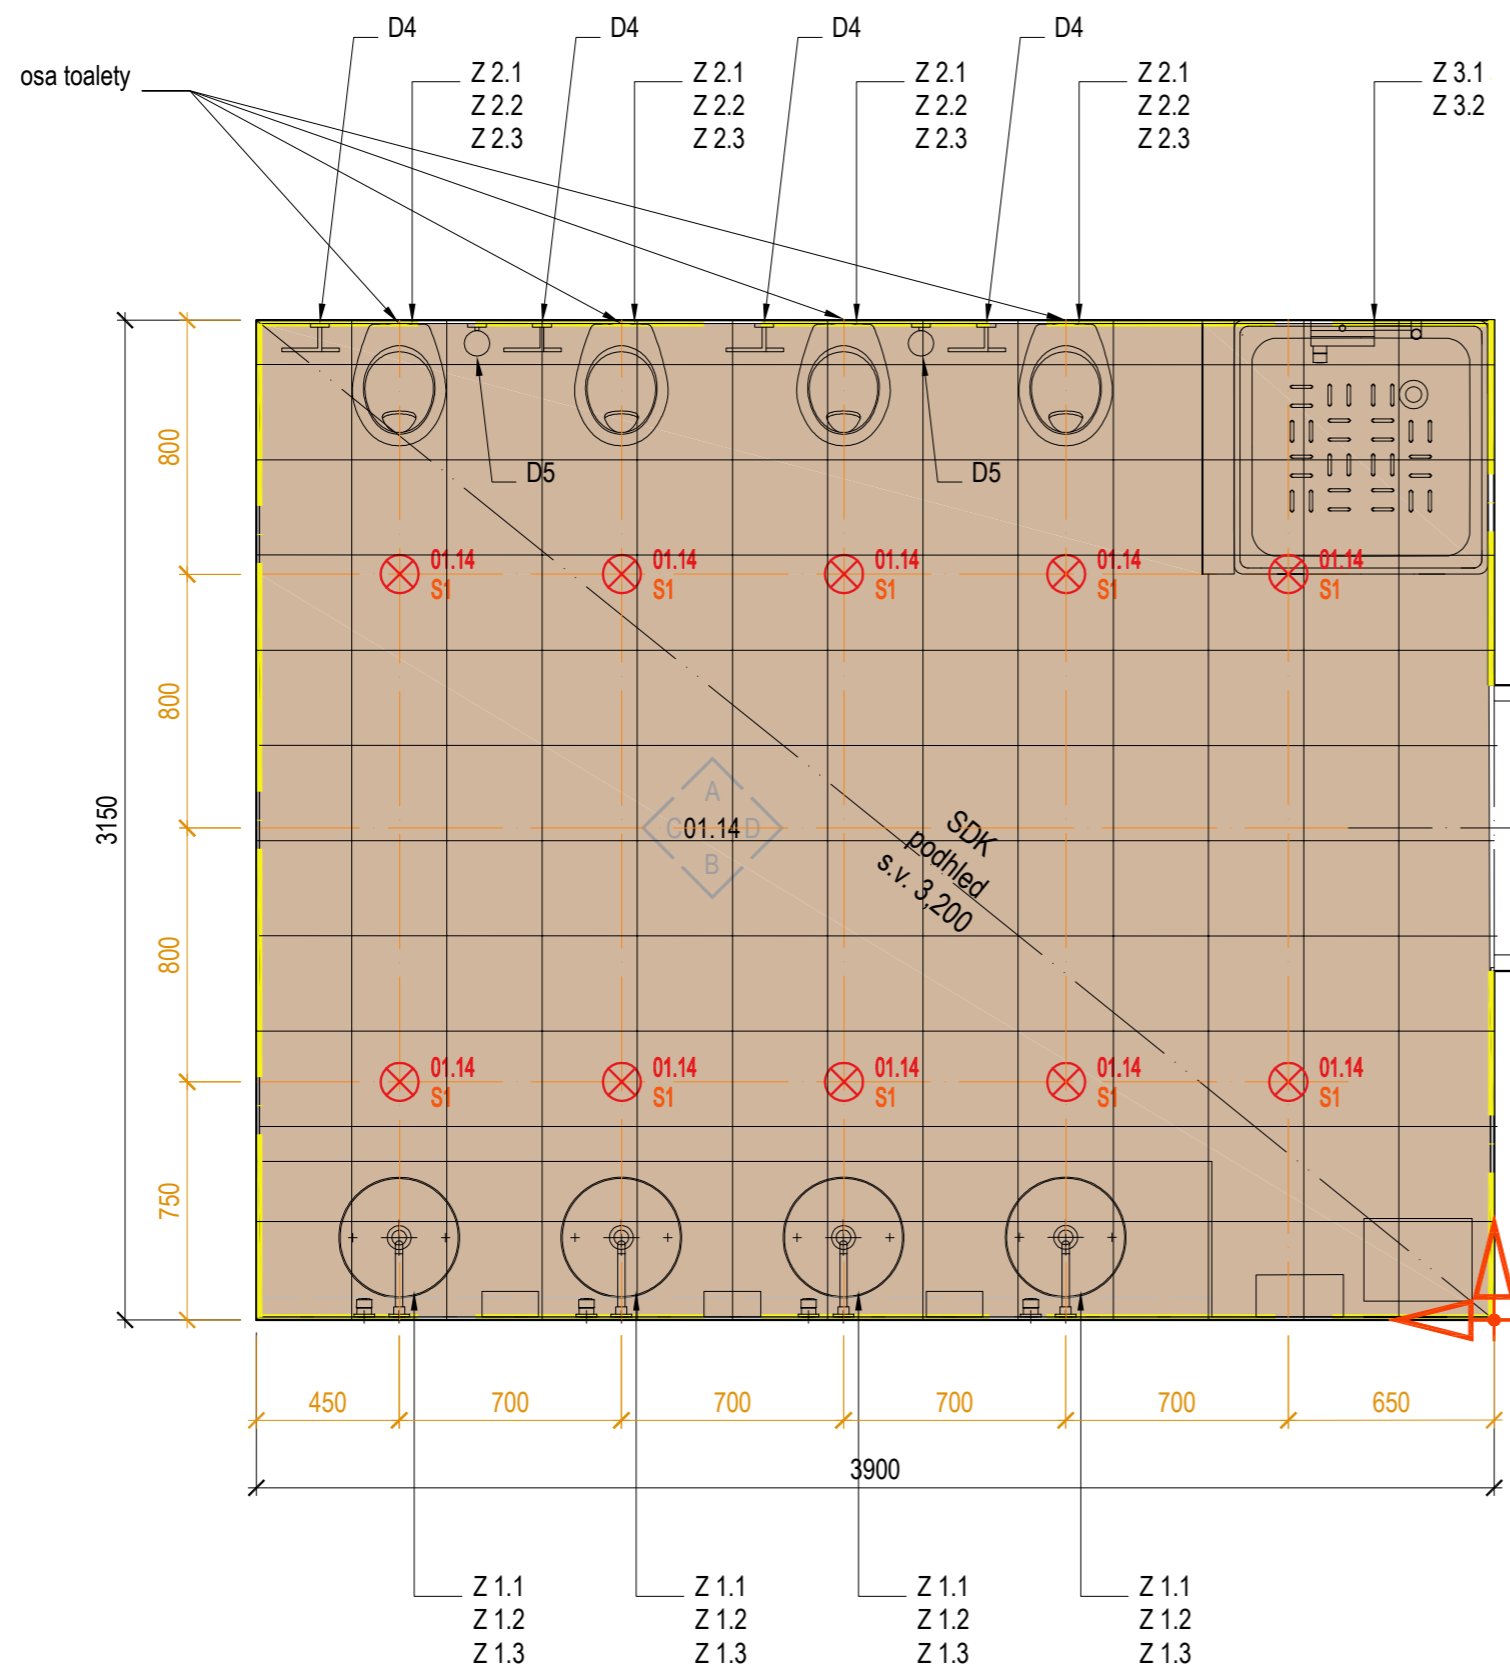 D4
D4
D4
D4
osa toalety
Z 2.1
Z 2.2
Z 2.3
Z 2.1
Z 2.2
Z 2.3
Z 2.1
Z 2.2
Z 2.3
Z 2.1
Z 2.2
Z 2.3
Z 3.1
Z 3.2
D5
D5
800
800
800
750
3150
01.14
S1
01.14
S1
01.14
S1
01.14
S1
01.14
S1
A
C
01.14
D
B
SDK
podhled
s.v. 3,200
01.14
S1
01.14
S1
01.14
S1
01.14
S1
01.14
S1
450
700
700
700
700
650
3900
Z 1.1
Z 1.2
Z 1.3
Z 1.1
Z 1.2
Z 1.3
Z 1.1
Z 1.2
Z 1.3
Z 1.1
Z 1.2
Z 1.3